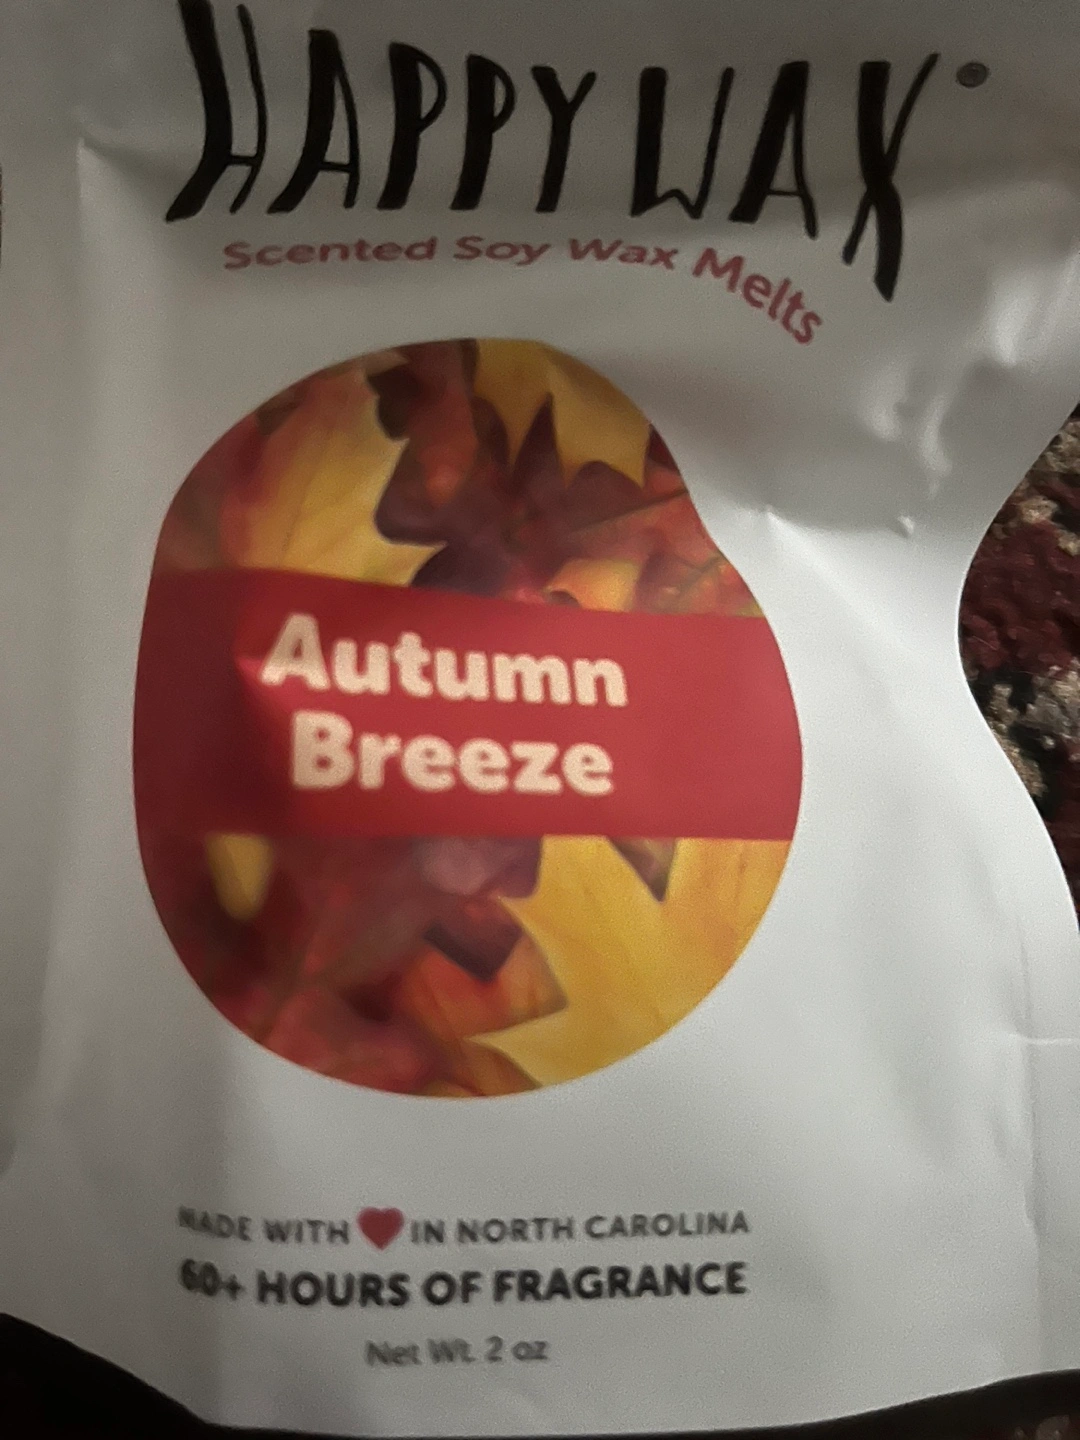 HAPPY WAX®
Scented Soy Wax Melts
Autumn
Breeze
MADE WITH ❤ IN NORTH CAROLINA
60+ HOURS OF FRAGRANCE
Net Wt. 2 oz